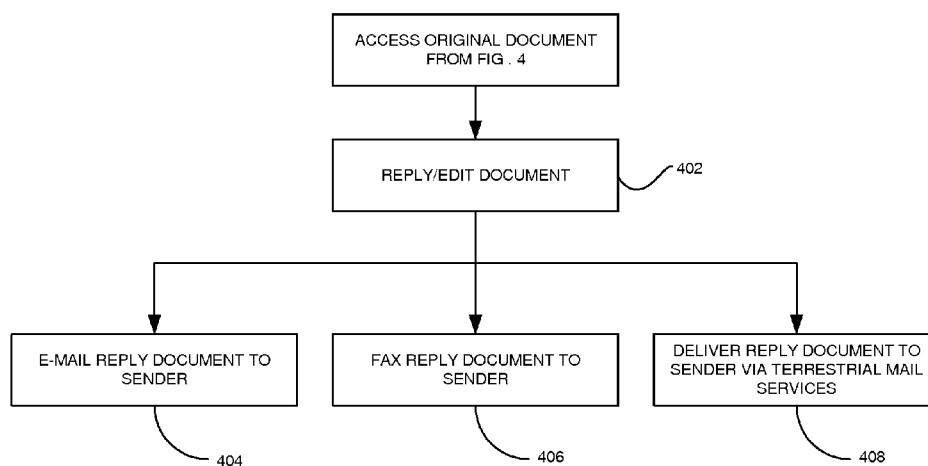 ACCESS ORIGINAL DOCUMENT
FROM FIG . 4
REPLY/EDIT DOCUMENT
402
E-MAIL REPLY DOCUMENT TO
SENDER
FAX REPLY DOCUMENT TO
SENDER
DELIVER REPLY DOCUMENT TO
SENDER VIA TERRESTRIAL MAIL
SERVICES
404
406
408